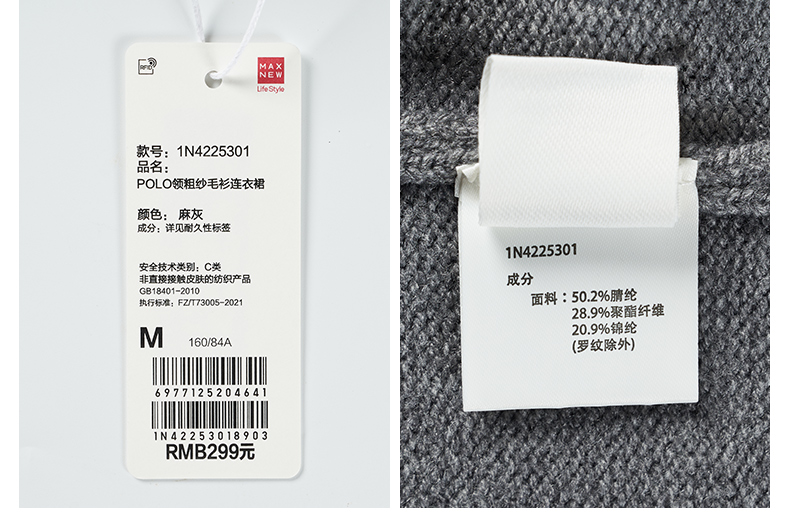 RFID
MAX
NEW
Life Style
款号：1N4225301
品名：
POLO领粗纱毛衫连衣裙
颜色： 麻灰
成分：详见耐久性标签
安全技术类别：C类
非直接接触皮肤的纺织产品
GB18401-2010
执行标准：FZ/T73005-2021
M 160/84A
6977125204641
1N42253018903
RMB299元
1N4225301
成分
面料：50.2%腈纶
28.9%聚酯纤维
20.9%锦纶
(罗纹除外)